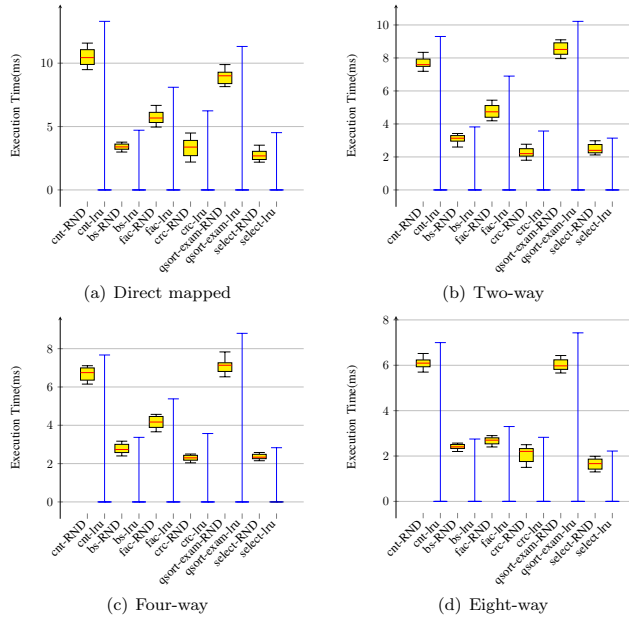 Execution Time(ms)
10
5
0
cnt-RND
cnt-lru
bs-RND
bs-lru
fac-RND
fac-lru
crc-RND
crc-lru
qsort-exam-RND
qsort-exam-lru
select-RND
select-lru
(a) Direct mapped
Execution Time(ms)
10
8
6
4
2
0
cnt-RND
cnt-lru
bs-RND
bs-lru
fac-RND
fac-lru
crc-RND
crc-lru
qsort-exam-RND
qsort-exam-lru
select-RND
select-lru
(b) Two-way
Execution Time(ms)
8
6
4
2
0
cnt-RND
cnt-lru
bs-RND
bs-lru
fac-RND
fac-lru
crc-RND
crc-lru
qsort-exam-RND
qsort-exam-lru
select-RND
select-lru
(c) Four-way
Execution Time(ms)
8
6
4
2
0
cnt-RND
cnt-lru
bs-RND
bs-lru
fac-RND
fac-lru
crc-RND
crc-lru
qsort-exam-RND
qsort-exam-lru
select-RND
select-lru
(d) Eight-way